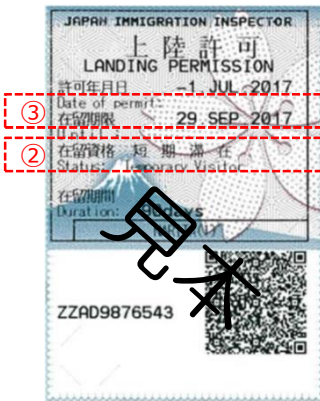 JAPAN IMMIGRATION INSPECTOR
上陸許可
LANDING PERMISSION
許可年月日 -1. JUL. 2017
Date of permit:
③ 在留期限 29. SEP. 2017
Until:
② 在留資格 短期滞在
Status: Temporary Visitor
在留期間
Duration: 90days
見本
ZZAD9876543